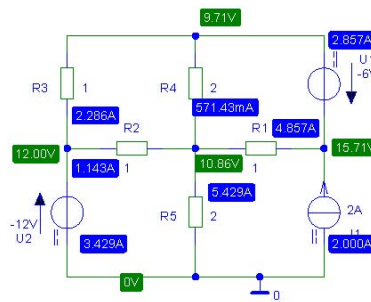 9.71V
2.857A
U1
-6V
R3
1
R4
2
2.286A
571.43mA
R2
R1
4.857A
12.00V
15.71V
1.143A
1
10.86V
1
-12V
U2
R5
5.429A
2
2A
3.429A
2.000A
0V
0